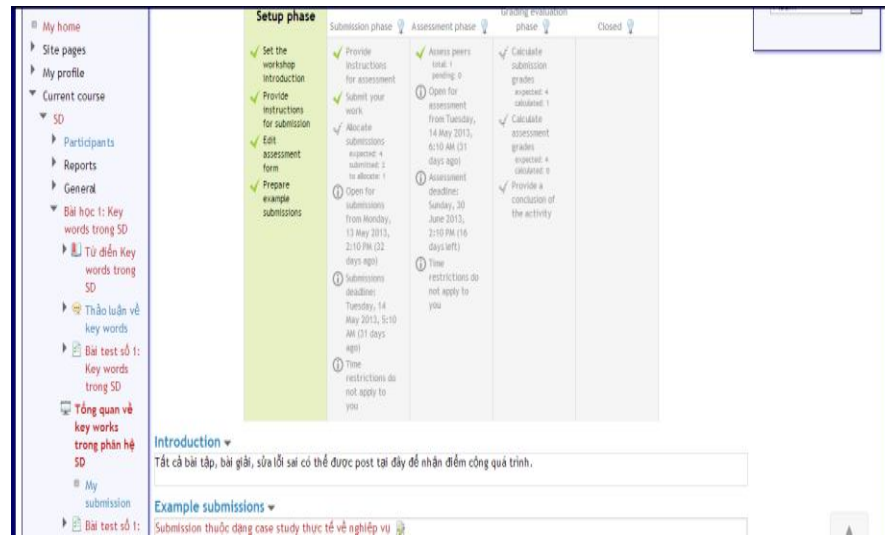 My home
Site pages
My profile
Current course
SD
Participants
Reports
General
Bài học 1: Key
words trong SD
Từ điển Key
words trong
SD
Thảo luận về
key words
Bài test số 1:
Key words
trong SD
Tổng quan về
key works
trong phân hệ
SD
My
submission
Bài test số 1:
Setup phase
Set the
workshop
introduction
Provide
instructions
for submission
Edit
assessment
form
Prepare
example
submissions
Submission phase
Provide
instructions
for assessment
Submit your
work
Allocate
submissions
expected: 4
submitted: 2
to allocate: 1
Open for
submissions
from Monday,
13 May 2013,
2:10 PM (32
days ago)
Submissions
deadline:
Tuesday, 14
May 2013, 5:10
AM (31 days
ago)
Time
restrictions do
not apply to
you
Assessment phase
Assess peers
total: 1
pending: 0
Open for
assessment
from Tuesday,
14 May 2013,
6:10 AM (31
days ago)
Assessment
deadline:
Sunday, 30
June 2013,
2:10 PM (16
days left)
Time
restrictions do
not apply to
you
Grading evaluation
phase
Calculate
submission
grades
expected: 4
calculated: 1
Calculate
assessment
grades
expected: 4
calculated: 0
Provide a
conclusion of
the activity
Closed
Introduction
Tất cả bài tập, bài giải, sửa lỗi sai có thể được post tại đây để nhận điểm công quá trình.
Example submissions
Submission thuộc dạng case study thực tế về nghiệp vụ